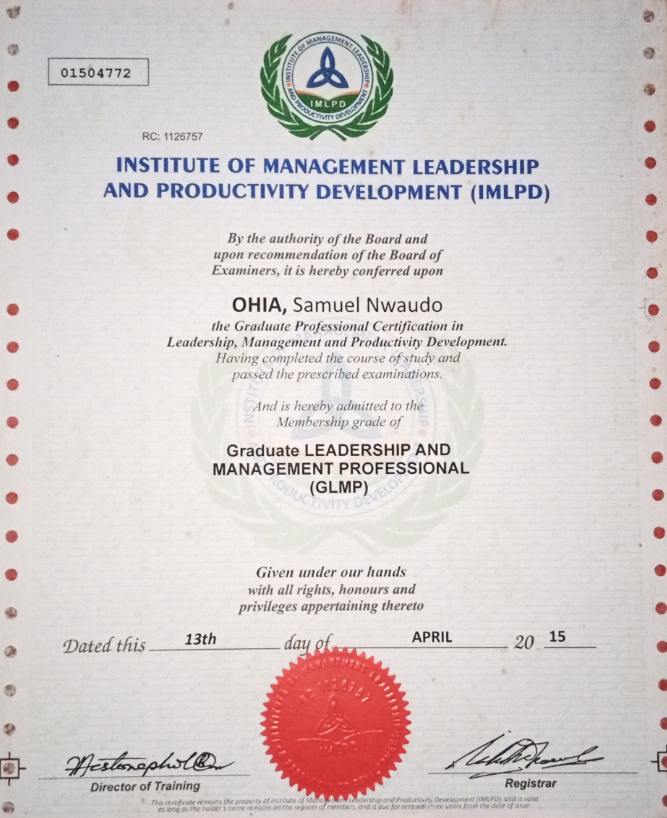 01504772
INSTITUTE OF MANAGEMENT LEADERSHIP
AND PRODUCTIVITY DEVELOPMENT
IMLPD
RC: 1126757
INSTITUTE OF MANAGEMENT LEADERSHIP
AND PRODUCTIVITY DEVELOPMENT (IMLPD)
By the authority of the Board and
upon recommendation of the Board of
Examiners, it is hereby conferred upon
OHIA, Samuel Nwaudo
the Graduate Professional Certification in
Leadership, Management and Productivity Development.
Having completed the course of study and
passed the prescribed examinations.
And is hereby admitted to the
Membership grade of
Graduate LEADERSHIP AND
MANAGEMENT PROFESSIONAL
(GLMP)
Given under our hands
with all rights, honours and
privileges appertaining thereto
Dated this 13th day of APRIL 20 15
Director of Training
Registrar
This certificate remains the property of Institute of Management Leadership and Productivity Development (IMLPD), and is valid
as long as the holder's name remains on the register of members, and is due for renewal three years from the date of issue